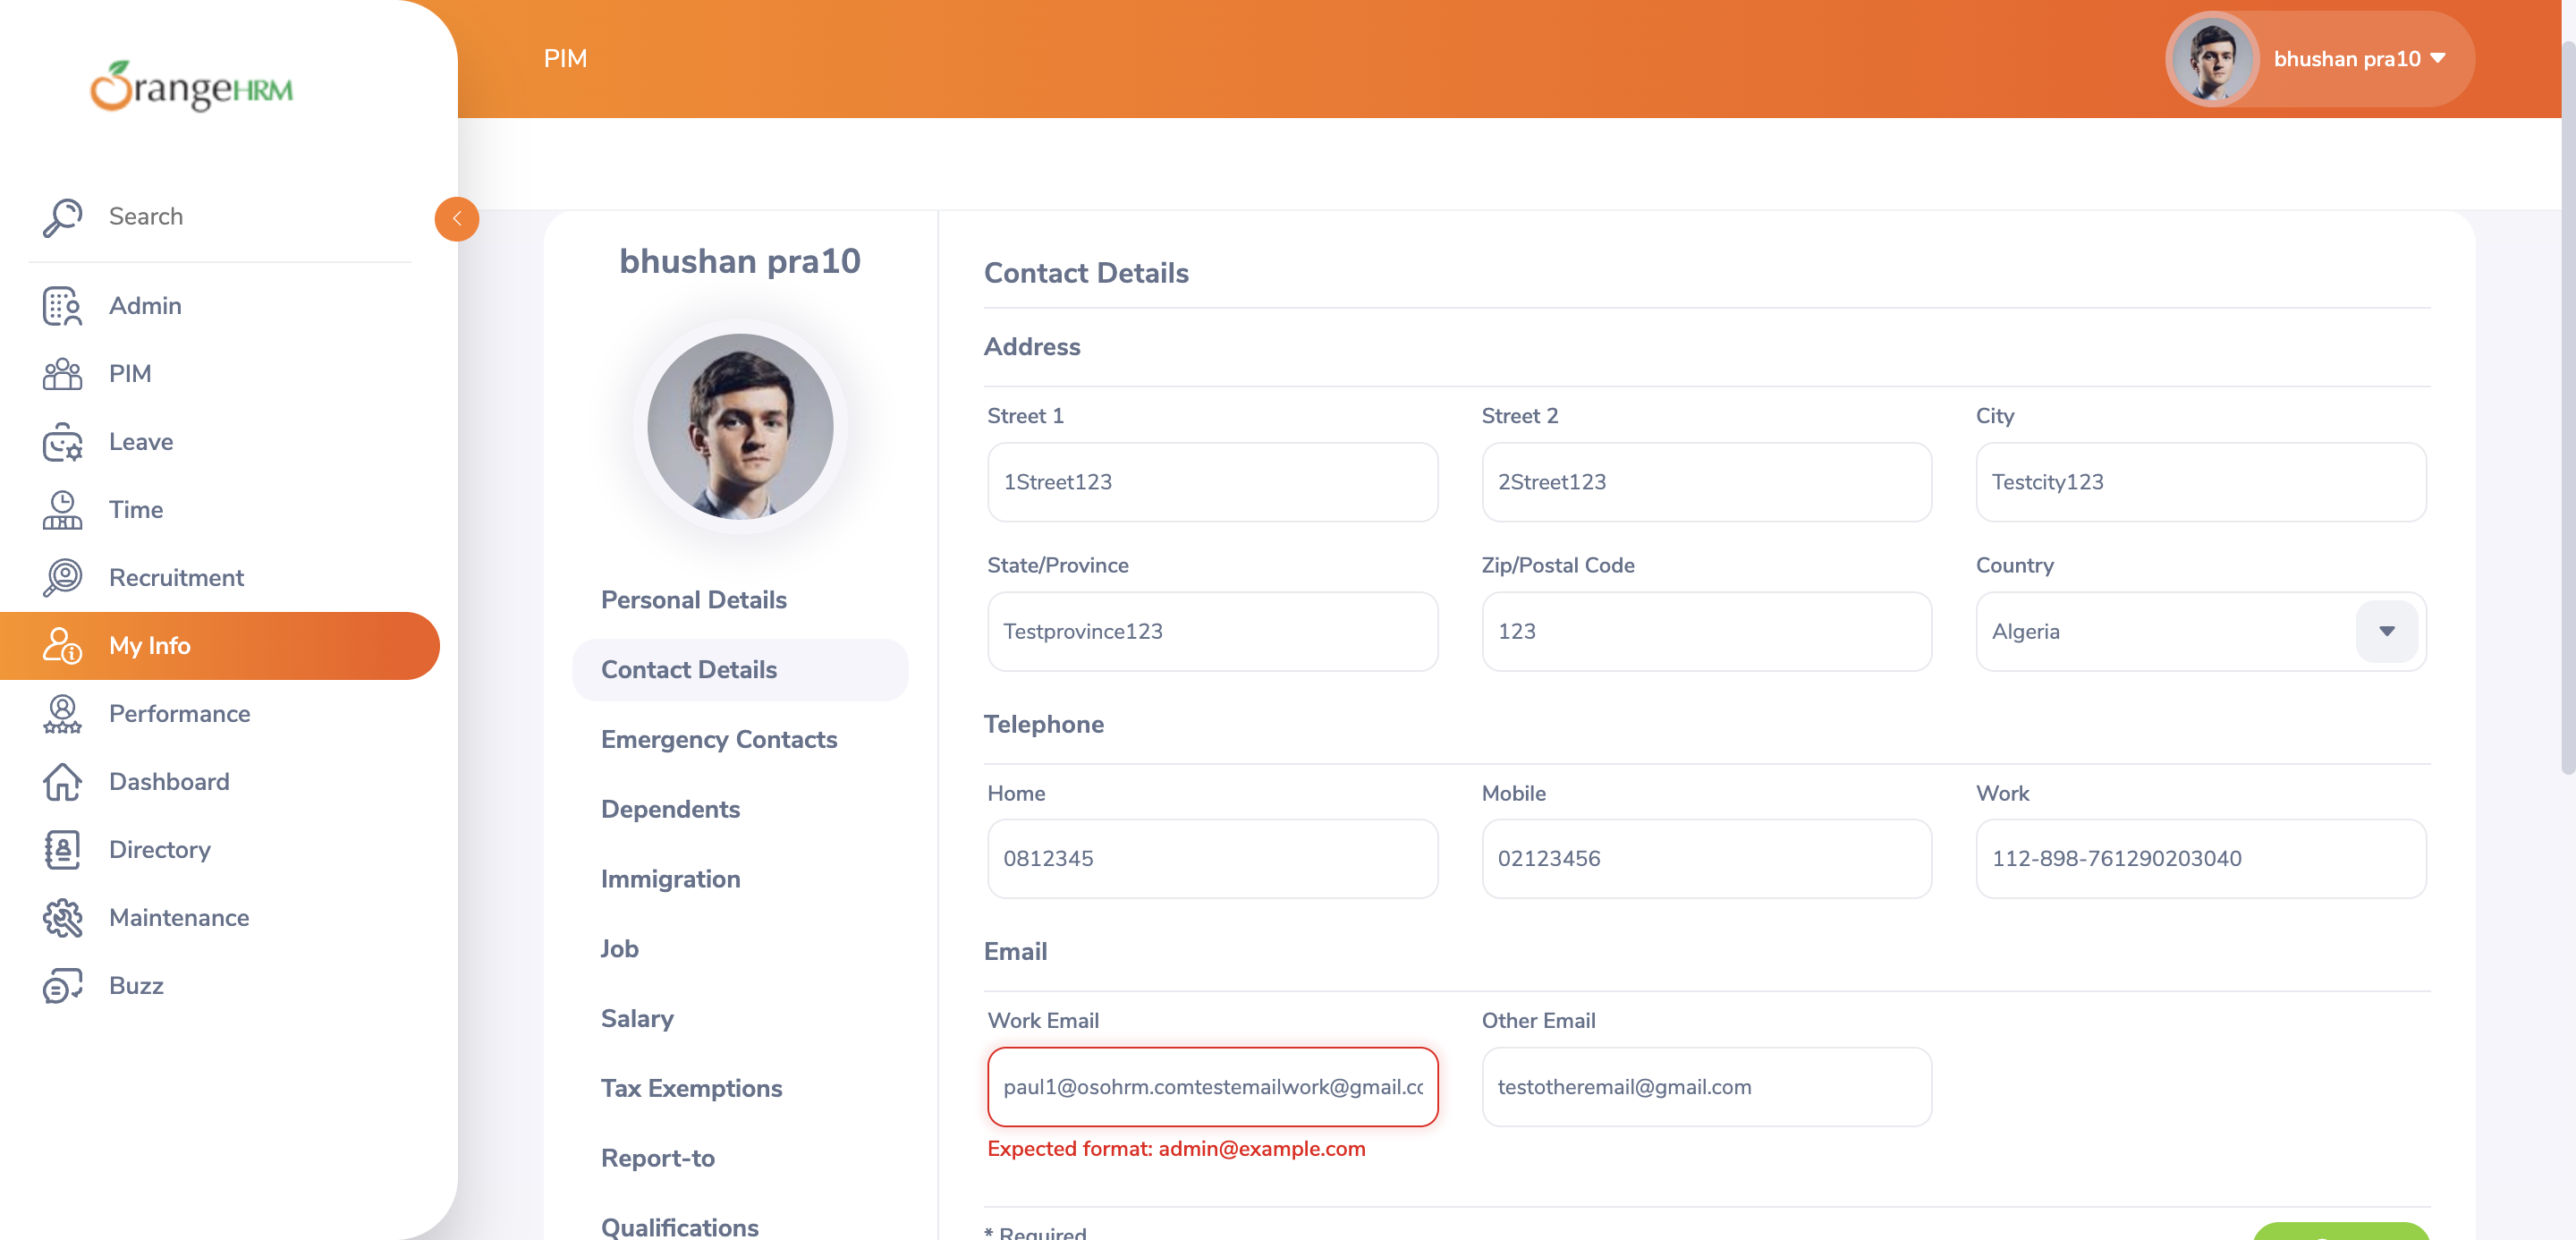 OrangeHRM
PIM
bhushan pra10
Search
Admin
PIM
Leave
Time
Recruitment
My Info
Performance
Dashboard
Directory
Maintenance
Buzz
bhushan pra10
Personal Details
Contact Details
Emergency Contacts
Dependents
Immigration
Job
Salary
Tax Exemptions
Report-to
Qualifications
Contact Details
Address
Street 1 Street 2 City
1Street123 2Street123 Testcity123
State/Province Zip/Postal Code Country
Testprovince123 123 Algeria
Telephone
Home Mobile Work
0812345 02123456 112-898-761290203040
Email
Work Email Other Email
paul1@osohrm.comtestemailwork@gmail.cc testotheremail@gmail.com
Expected format: admin@example.com
* Required